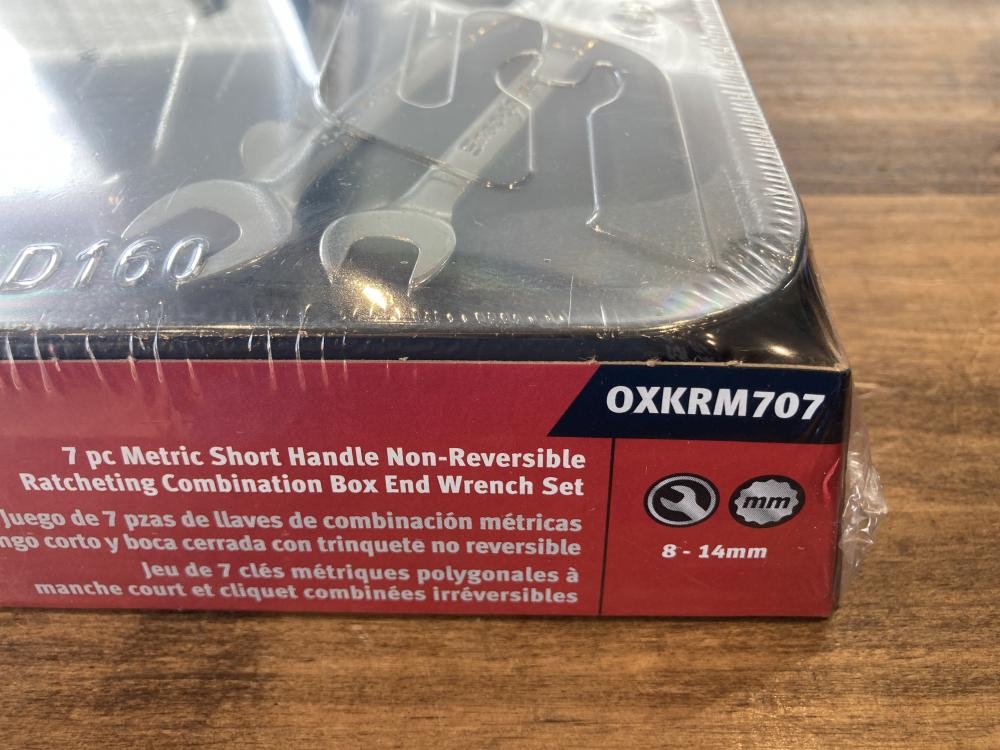 D160
OXKRM707
7 pc Metric Short Handle Non-Reversible
Ratcheting Combination Box End Wrench Set
Juego de 7 pzas de llaves de combinación métricas
ngo corto y boca cerrada con trinquete no reversible
Jeu de 7 clés métriques polygonales à
manche court et cliquet combinées irréversibles
mm
8 - 14mm